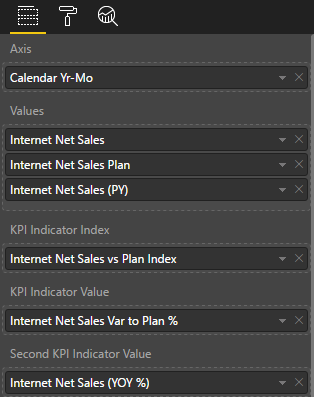 Axis
Calendar Yr-Mo
Values
Internet Net Sales
Internet Net Sales Plan
Internet Net Sales (PY)
KPI Indicator Index
Internet Net Sales vs Plan Index
KPI Indicator Value
Internet Net Sales Var to Plan %
Second KPI Indicator Value
Internet Net Sales (YOY %)